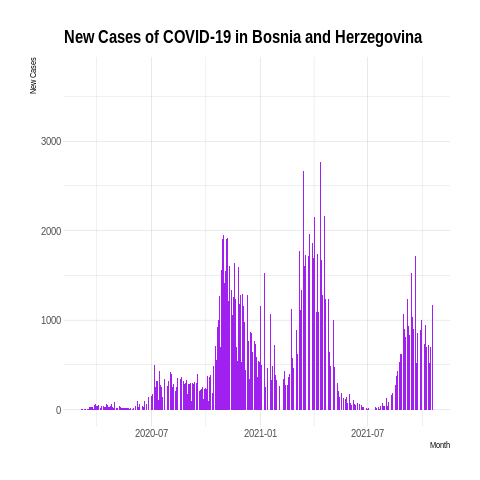 New Cases of COVID-19 in Bosnia and Herzegovina
New Cases
3000
2000
1000
0
2020-07 2021-01 2021-07
Month